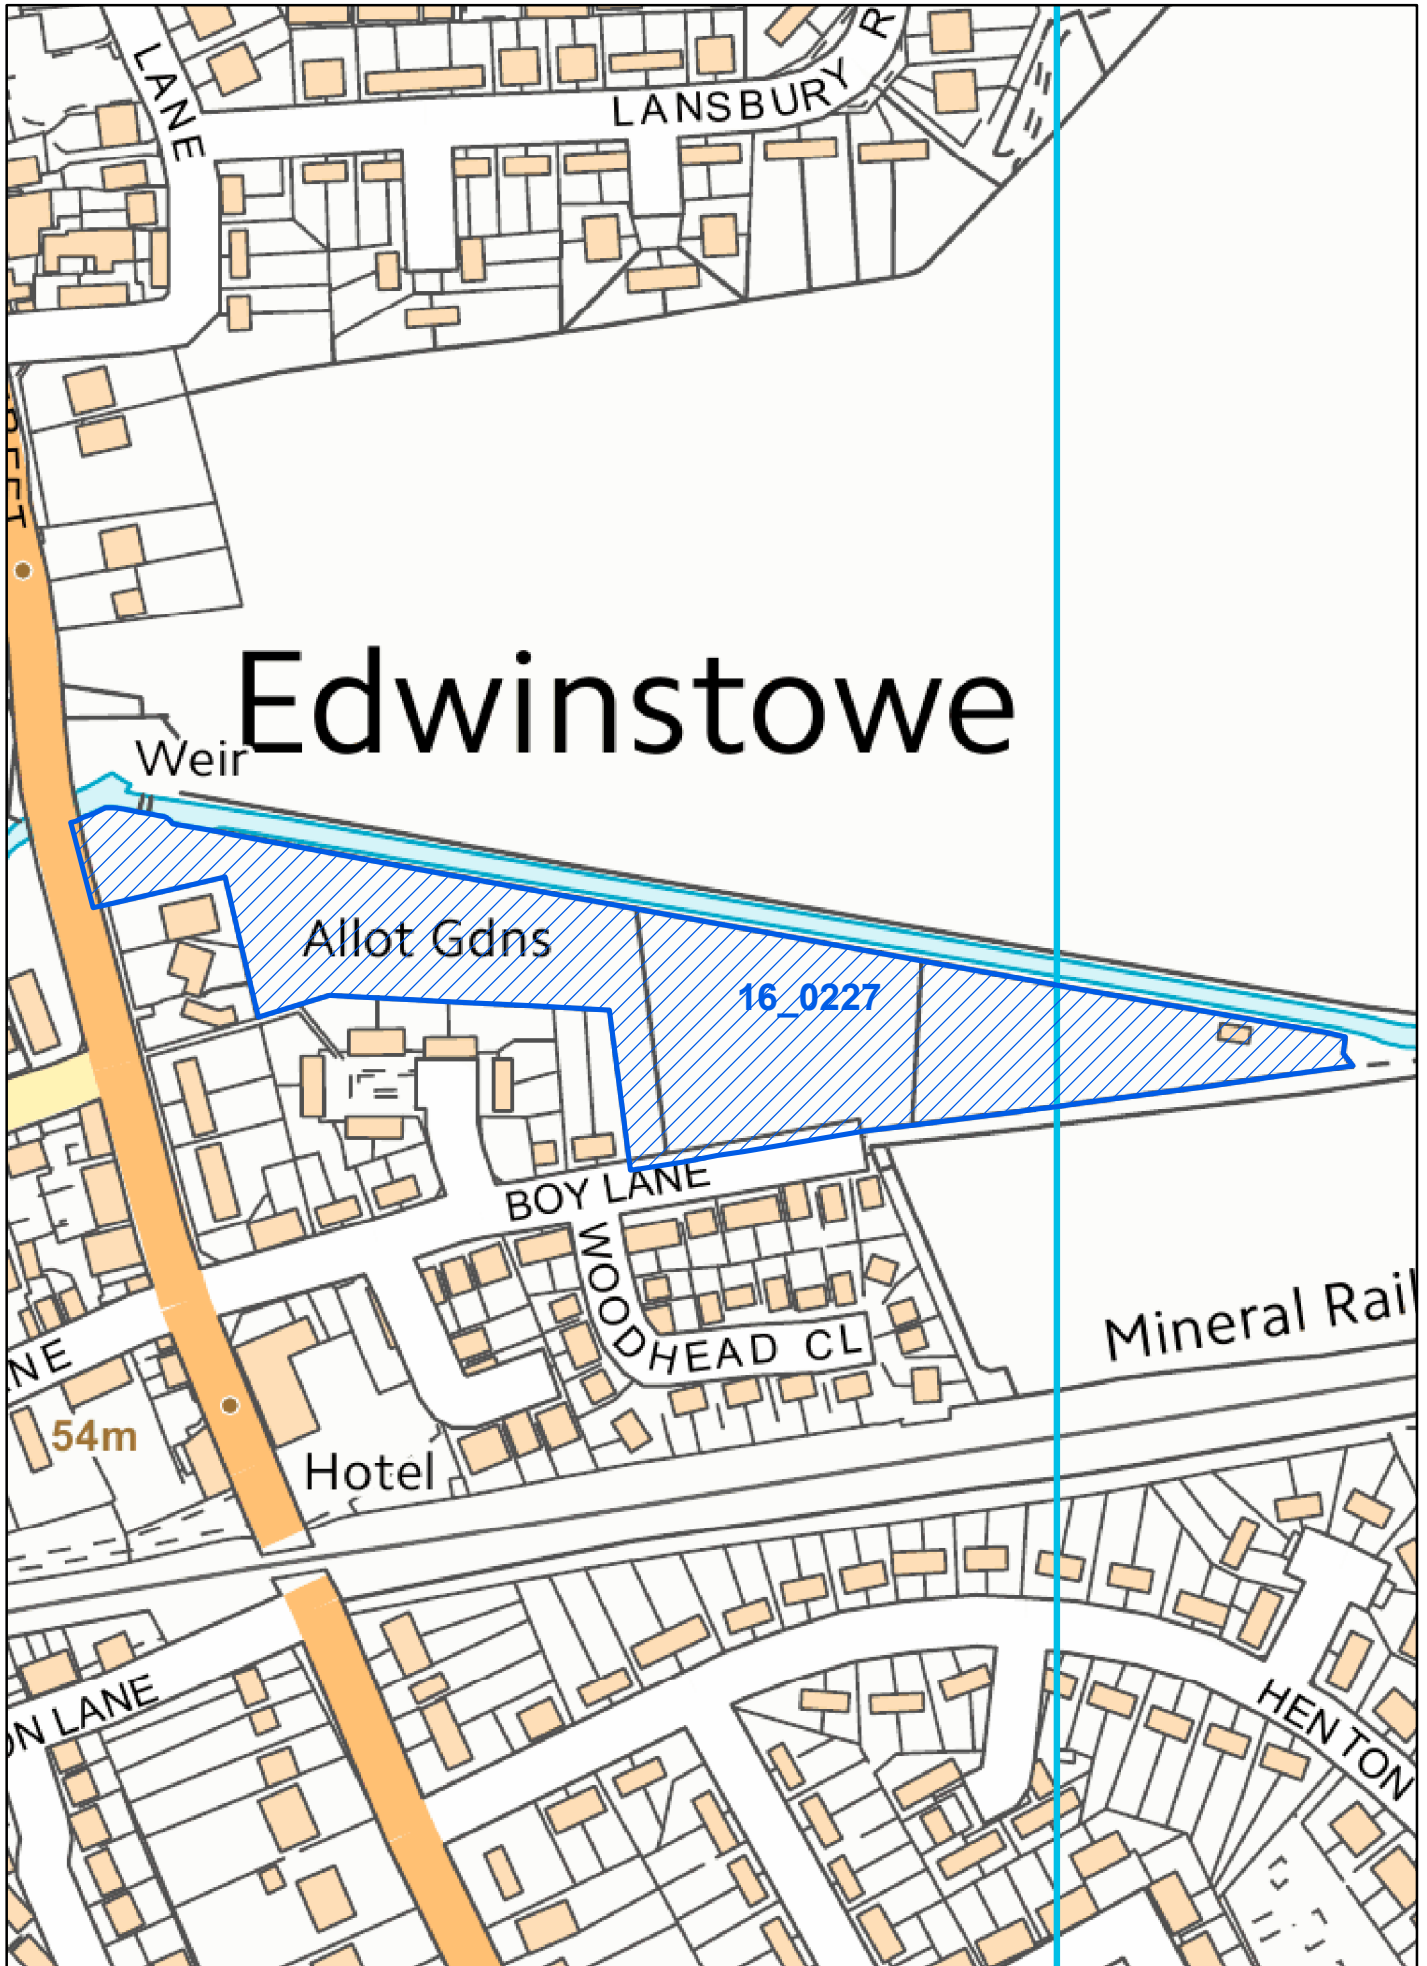 LANE
LANSBURY R
REET
Edwinstowe
Weir
Allot Gdns
16_0227
BOY LANE
WOODHEAD CL
Mineral Rail
NE
54m
Hotel
ON LANE
HENTON